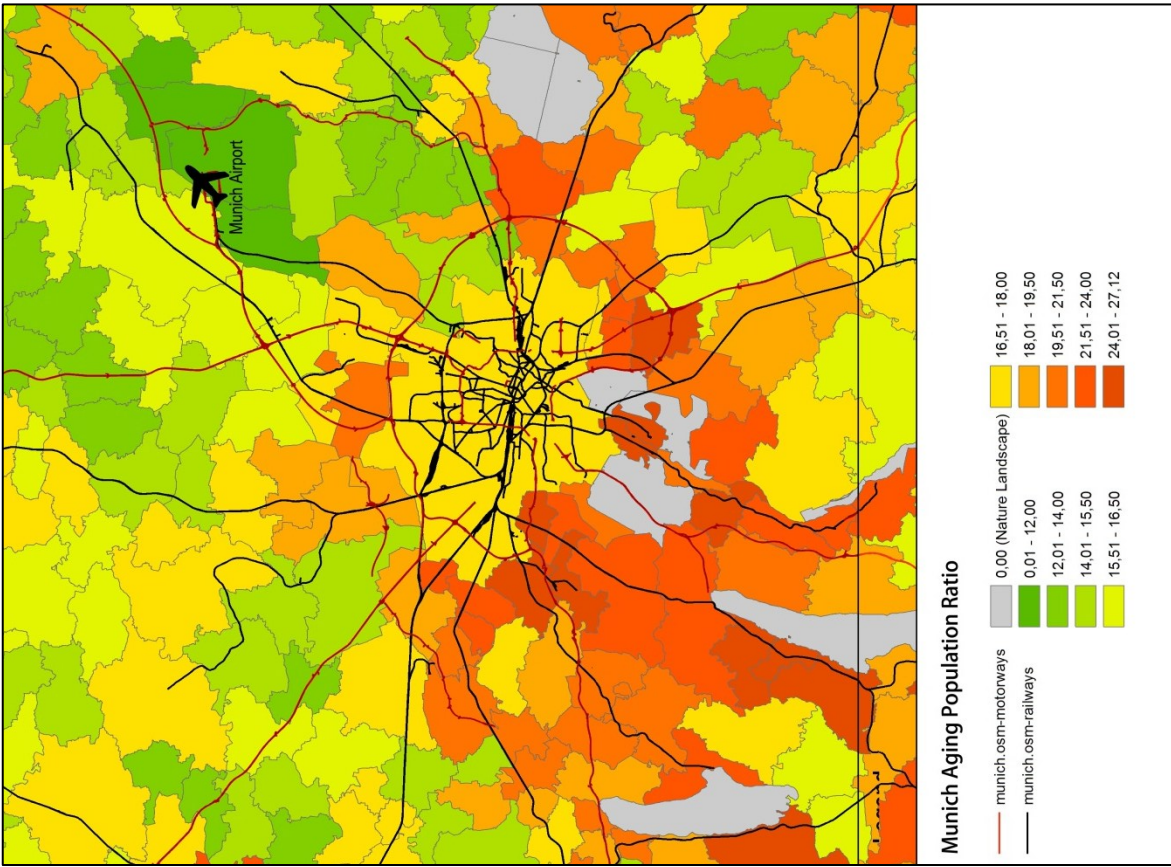 Munich Airport
Munich Aging Population Ratio
munich.osm-motorways
munich.osm-railways
0,00 (Nature Landscape)
0,01 - 12,00
12,01 - 14,00
14,01 - 15,50
15,51 - 16,50
16,51 - 18,00
18,01 - 19,50
19,51 - 21,50
21,51 - 24,00
24,01 - 27,12